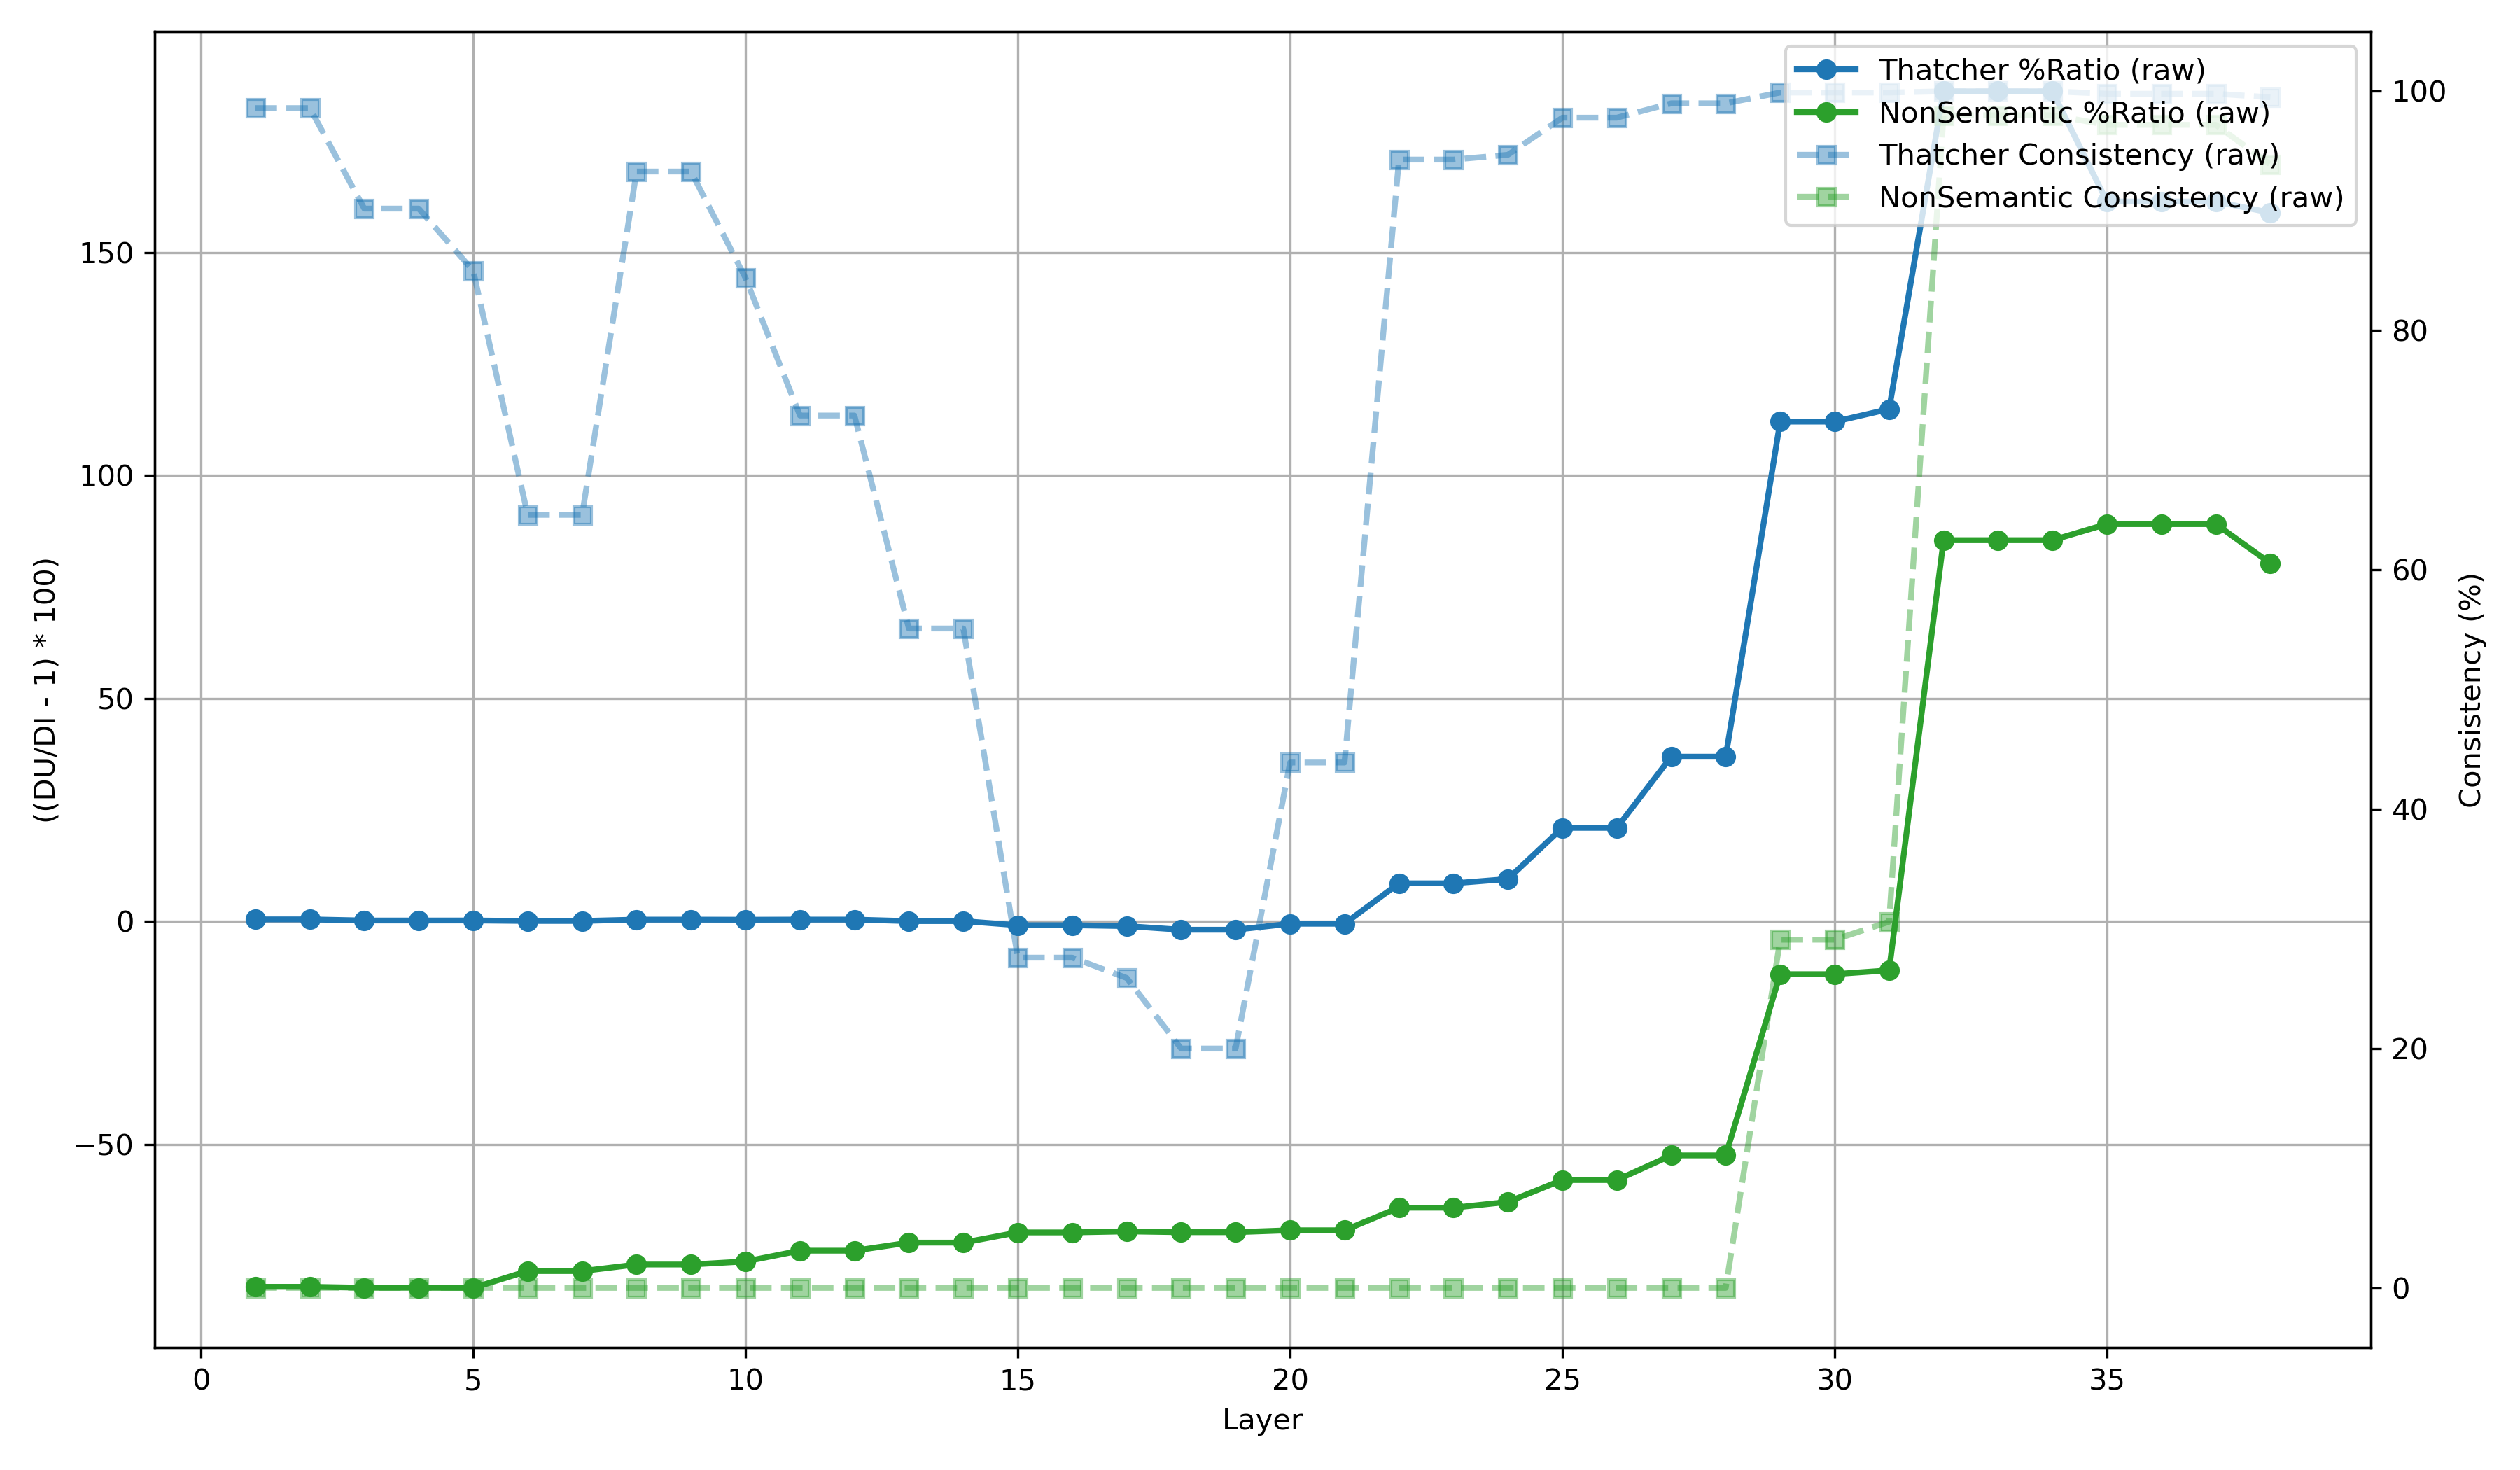 Thatcher %Ratio (raw)
NonSemantic %Ratio (raw)
Thatcher Consistency (raw)
NonSemantic Consistency (raw)
150
100
50
0
−50
((DU/DI - 1) * 100)
100
80
60
40
20
0
Consistency (%)
0 5 10 15 20 25 30 35
Layer